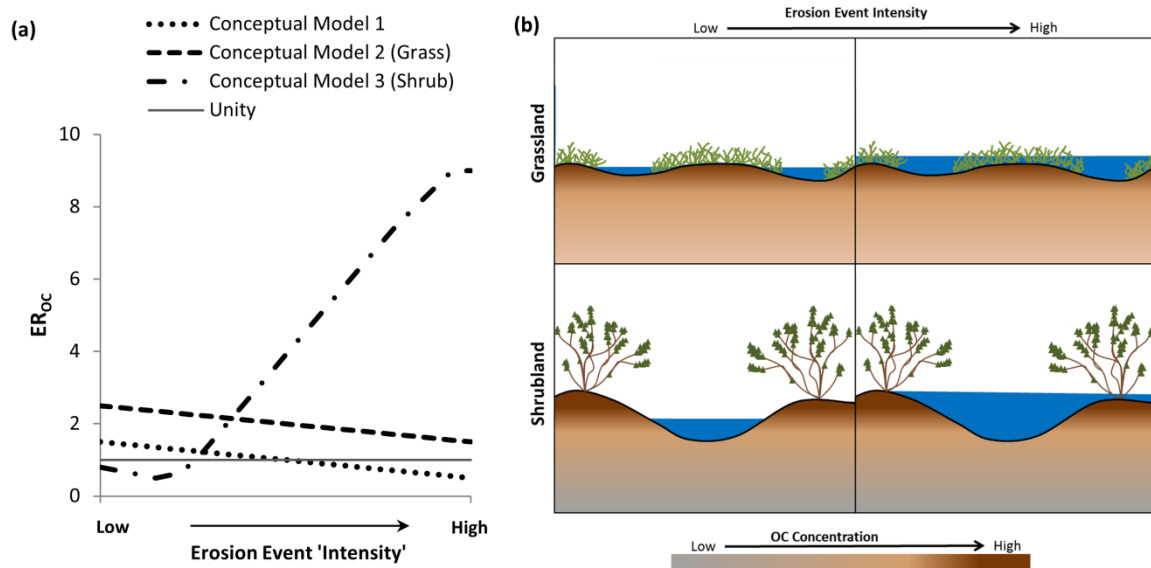 (a)
Conceptual Model 1
Conceptual Model 2 (Grass)
Conceptual Model 3 (Shrub)
Unity
10
8
6
4
2
0
ER_OC
Low
High
Erosion Event 'Intensity'
(b)
Erosion Event Intensity
Low
High
Grassland
Shrubland
OC Concentration
Low
High